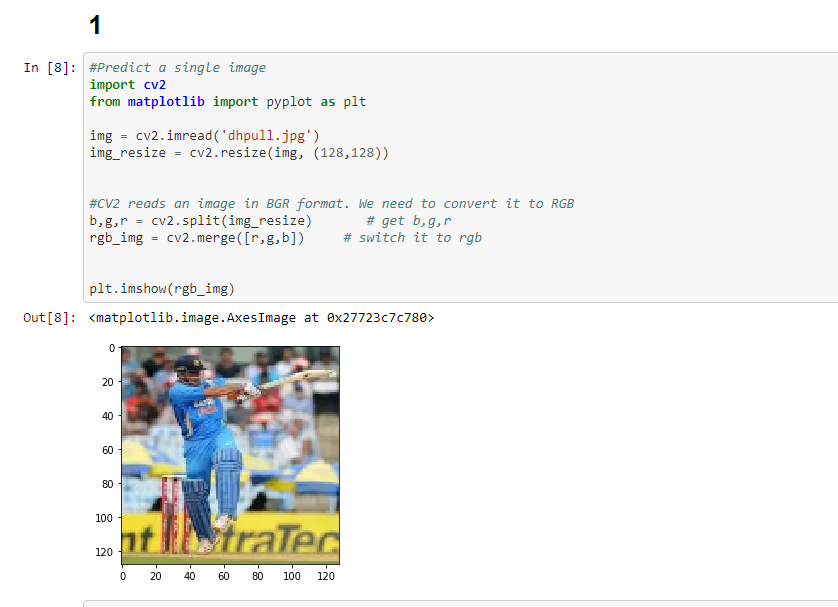 1
In [8]:
#Predict a single image
import cv2
from matplotlib import pyplot as plt
img = cv2.imread('dhpull.jpg')
img_resize = cv2.resize(img, (128,128))
#CV2 reads an image in BGR format. We need to convert it to RGB
b,g,r = cv2.split(img_resize)       # get b,g,r
rgb_img = cv2.merge([r,g,b])     # switch it to rgb
plt.imshow(rgb_img)
Out[8]: <matplotlib.image.AxesImage at 0x27723c7c780>
0
20
40
60
80
100
120
nt
traTec
0 20 40 60 80 100 120